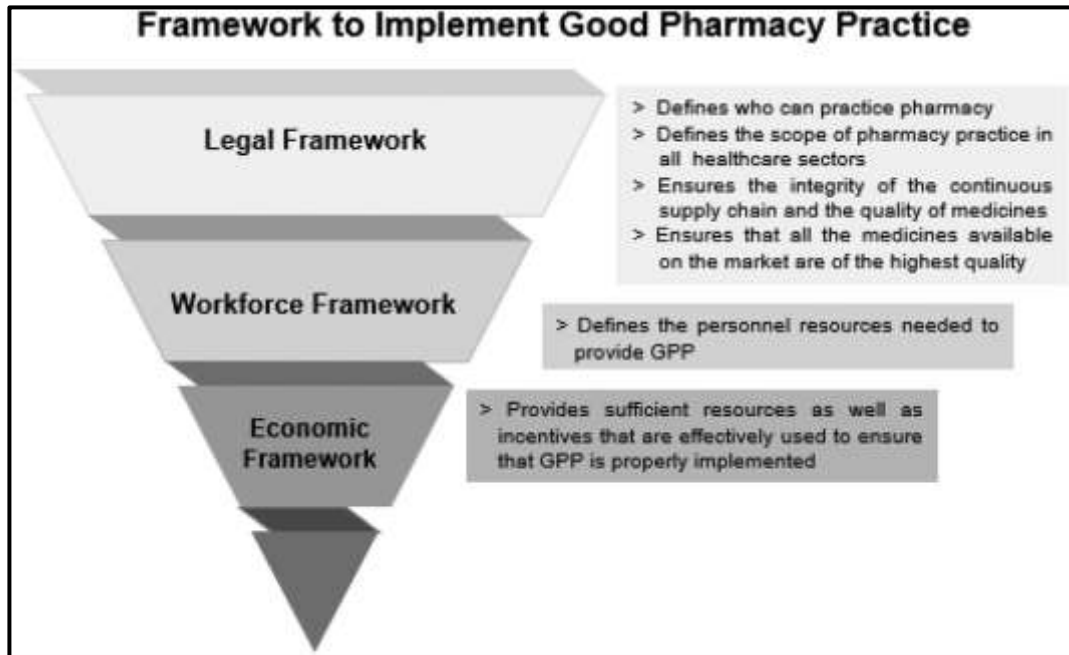 Framework to Implement Good Pharmacy Practice
Legal Framework
> Defines who can practice pharmacy
> Defines the scope of pharmacy practice in
all healthcare sectors
> Ensures the integrity of the continuous
supply chain and the quality of medicines
> Ensures that all the medicines available
on the market are of the highest quality
Workforce Framework
> Defines the personnel resources needed to
provide GPP
Economic
Framework
> Provides sufficient resources as well as
incentives that are effectively used to ensure
that GPP is properly implemented